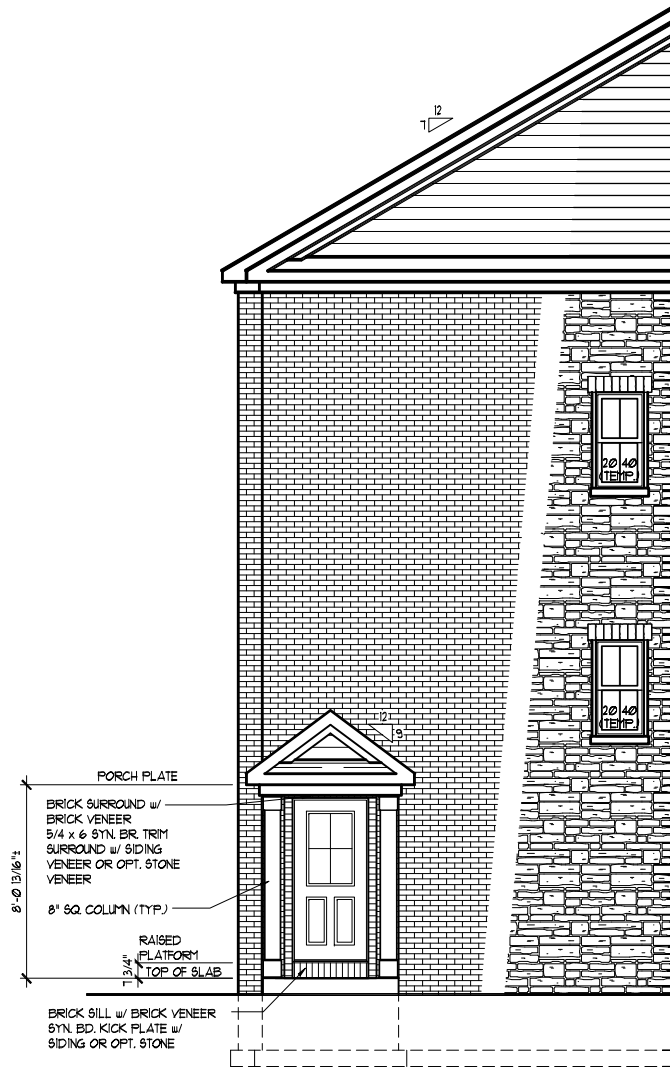 12
7
20 40
(TEMP.)
20 40
(TEMP.)
12
9
PORCH PLATE
BRICK SURROUND w/
BRICK VENEER
5/4 x 6 SYN. BR. TRIM
SURROUND w/ SIDING
VENEER OR OPT. STONE
VENEER
8'-0 13/16"±
8" SQ. COLUMN (TYP.)
RAISED
PLATFORM
7 3/4"
TOP OF SLAB
BRICK SILL w/ BRICK VENEER
SYN. BD. KICK PLATE w/
SIDING OR OPT. STONE